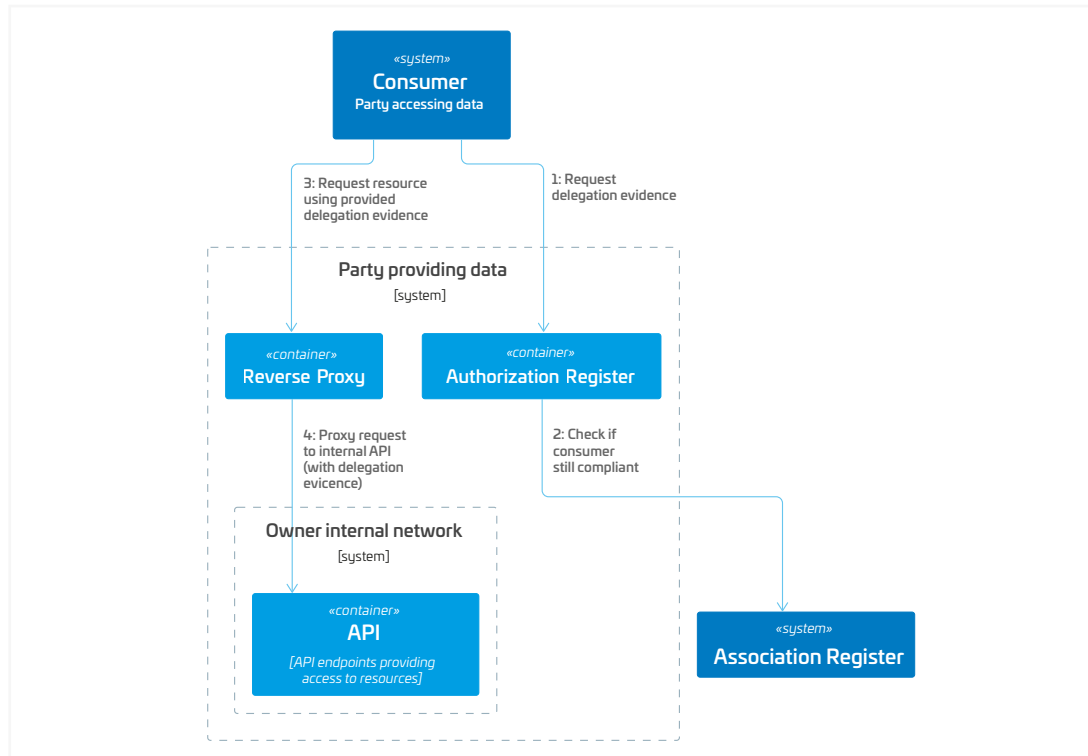 «system»
Consumer
Party accessing data
3: Request resource
using provided
delegation evidence
1: Request
delegation evidence
Party providing data
[system]
«container»
Reverse Proxy
«container»
Authorization Register
4: Proxy request
to internal API
(with delegation
evicence)
2: Check if
consumer
still compliant
Owner internal network
[system]
«container»
API
[API endpoints providing
access to resources]
«system»
Association Register